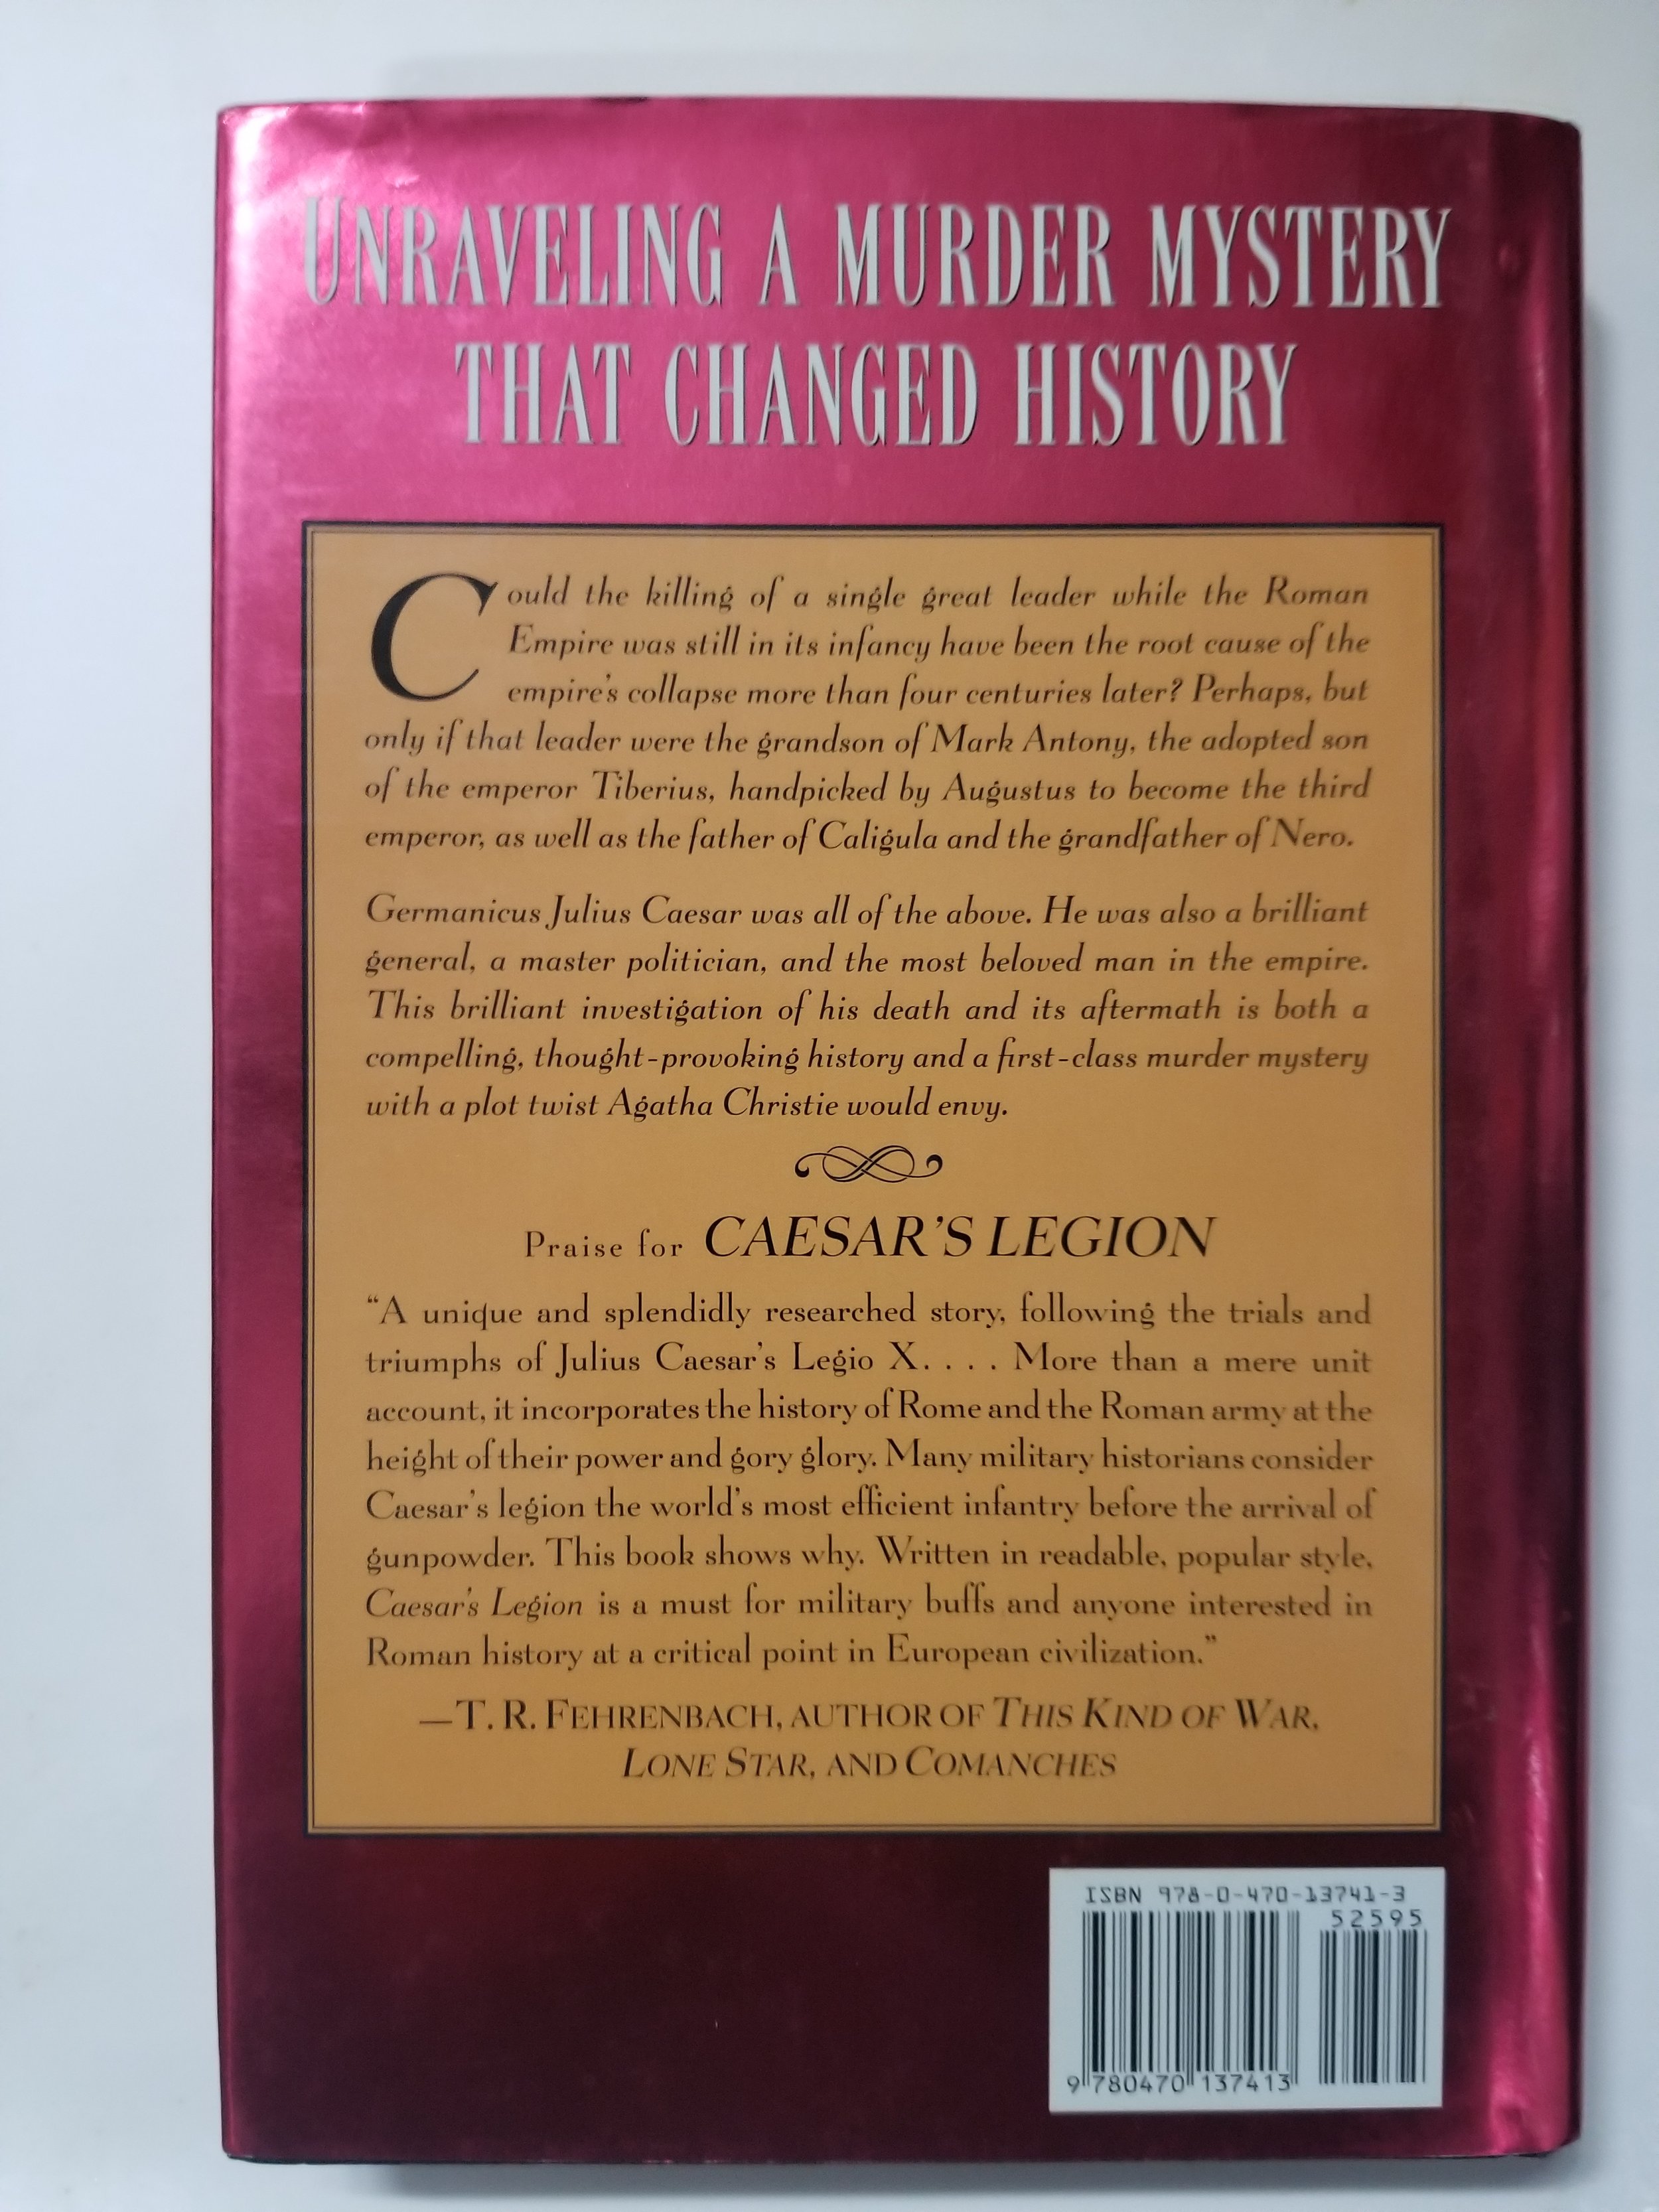 UNRAVELING A MURDER MYSTERY
THAT CHANGED HISTORY
Could the killing of a single great leader while the Roman
Empire was still in its infancy have been the root cause of the
empire's collapse more than four centuries later? Perhaps, but
only if that leader were the grandson of Mark Antony, the adopted son
of the emperor Tiberius, handpicked by Augustus to become the third
emperor, as well as the father of Caligula and the grandfather of Nero.
Germanicus Julius Caesar was all of the above. He was also a brilliant
general, a master politician, and the most beloved man in the empire.
This brilliant investigation of his death and its aftermath is both a
compelling, thought-provoking history and a first-class murder mystery
with a plot twist Agatha Christie would envy.
Praise for CAESAR'S LEGION
“A unique and splendidly researched story, following the trials and
triumphs of Julius Caesar's Legio X. . . . More than a mere unit
account, it incorporates the history of Rome and the Roman army at the
height of their power and gory glory. Many military historians consider
Caesar's legion the world's most efficient infantry before the arrival of
gunpowder. This book shows why. Written in readable, popular style,
Caesar's Legion is a must for military buffs and anyone interested in
Roman history at a critical point in European civilization.”
—T. R. FEHRENBACH, AUTHOR OF THIS KIND OF WAR,
LONE STAR, AND COMANCHES
ISBN 978-0-470-13741-3
52595
9 780470 137413